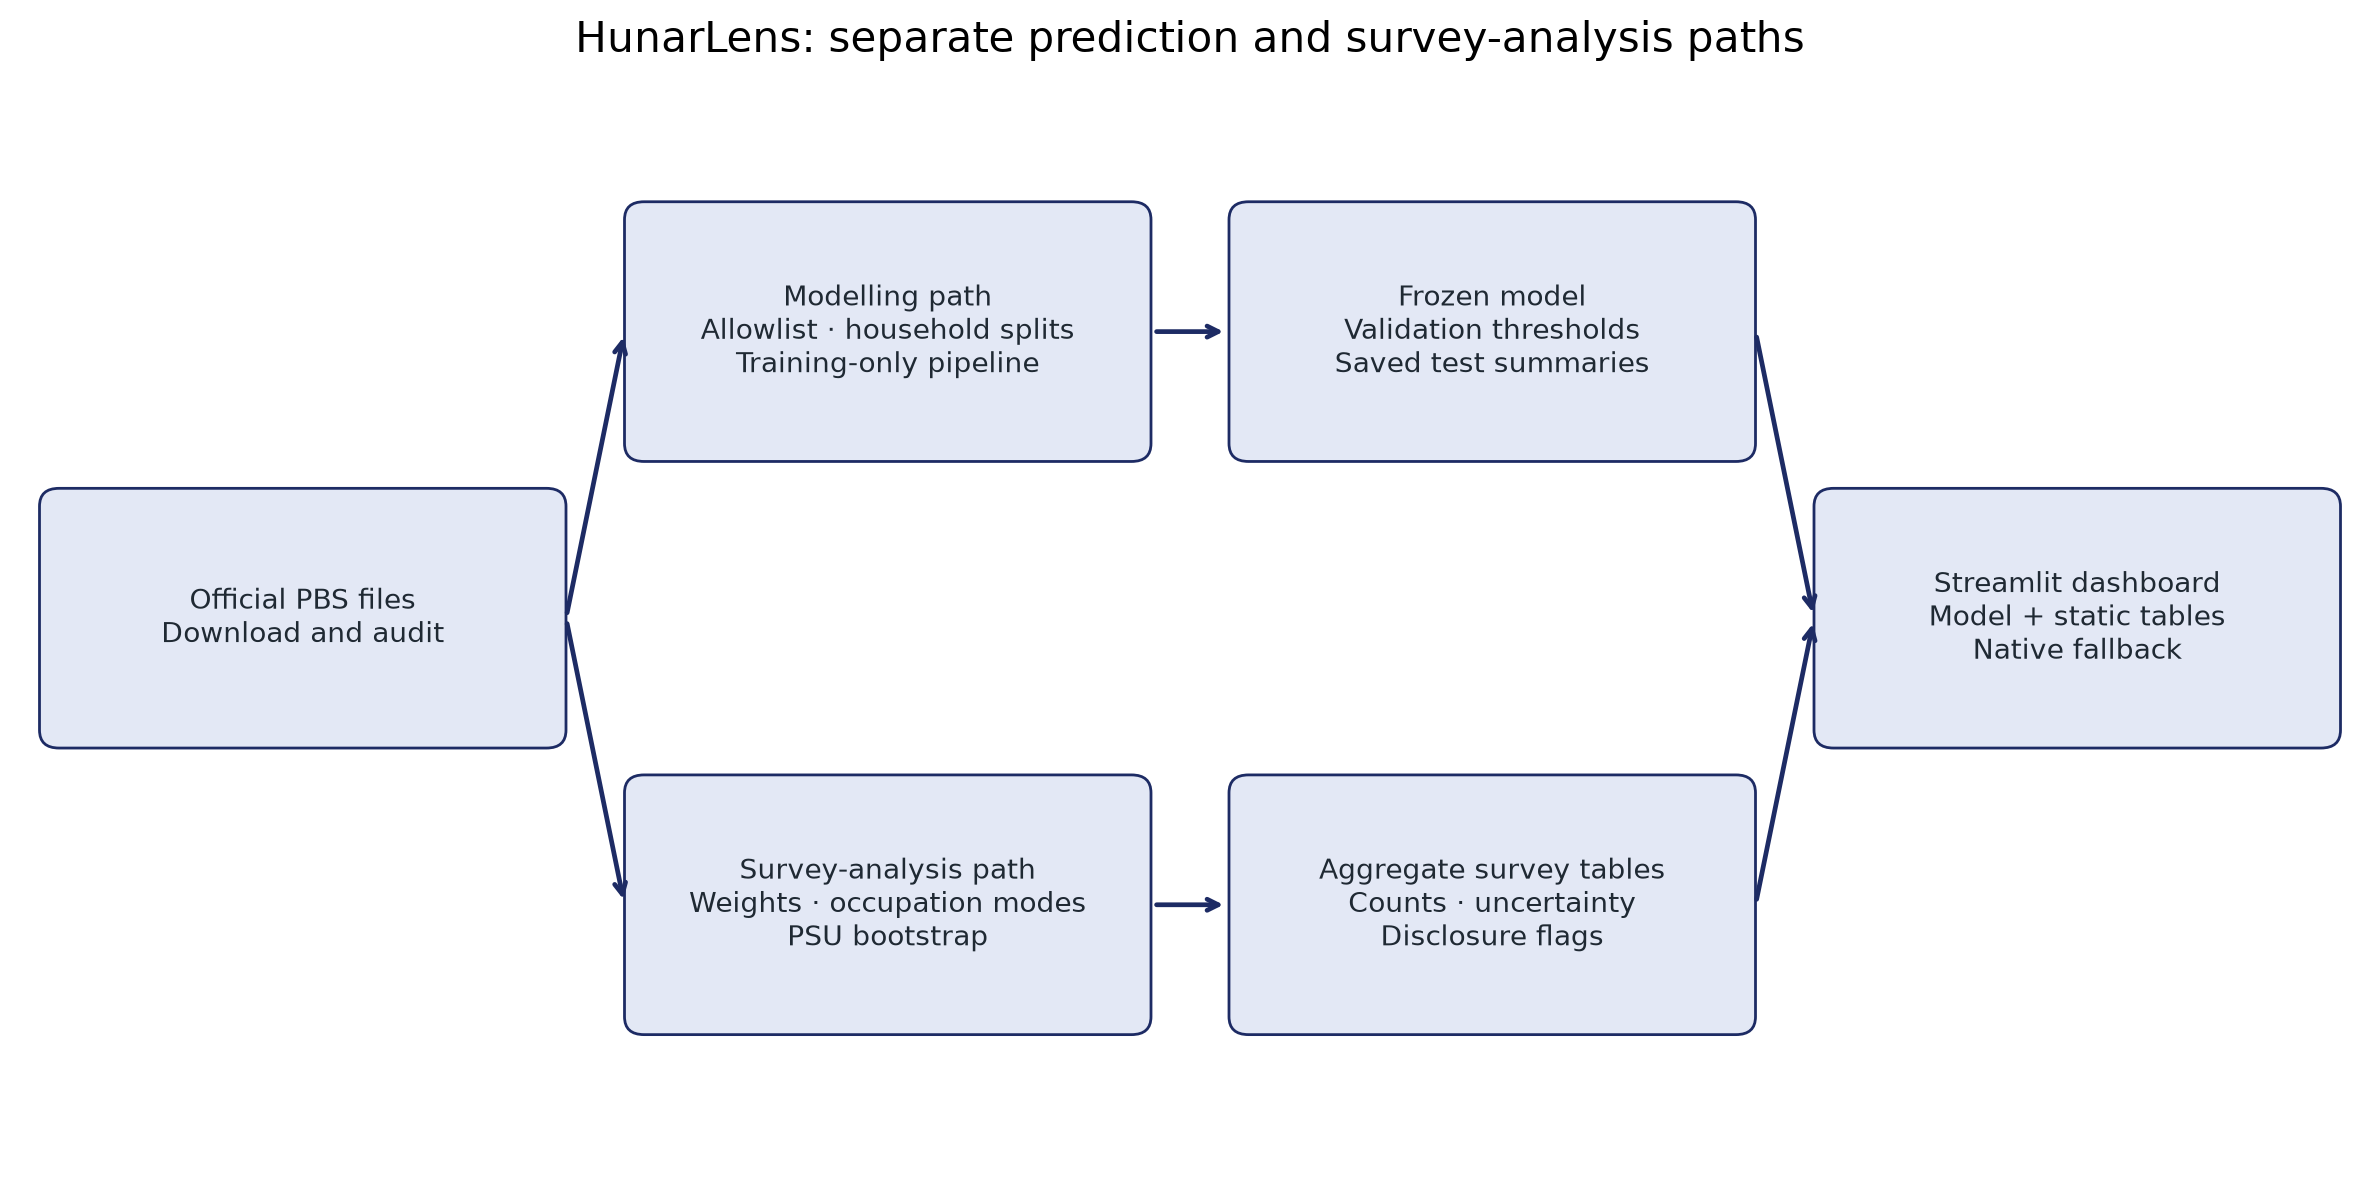 HunarLens: separate prediction and survey-analysis paths
Official PBS files
Download and audit
Modelling path
Allowlist · household splits
Training-only pipeline
Frozen model
Validation thresholds
Saved test summaries
Survey-analysis path
Weights · occupation modes
PSU bootstrap
Aggregate survey tables
Counts · uncertainty
Disclosure flags
Streamlit dashboard
Model + static tables
Native fallback